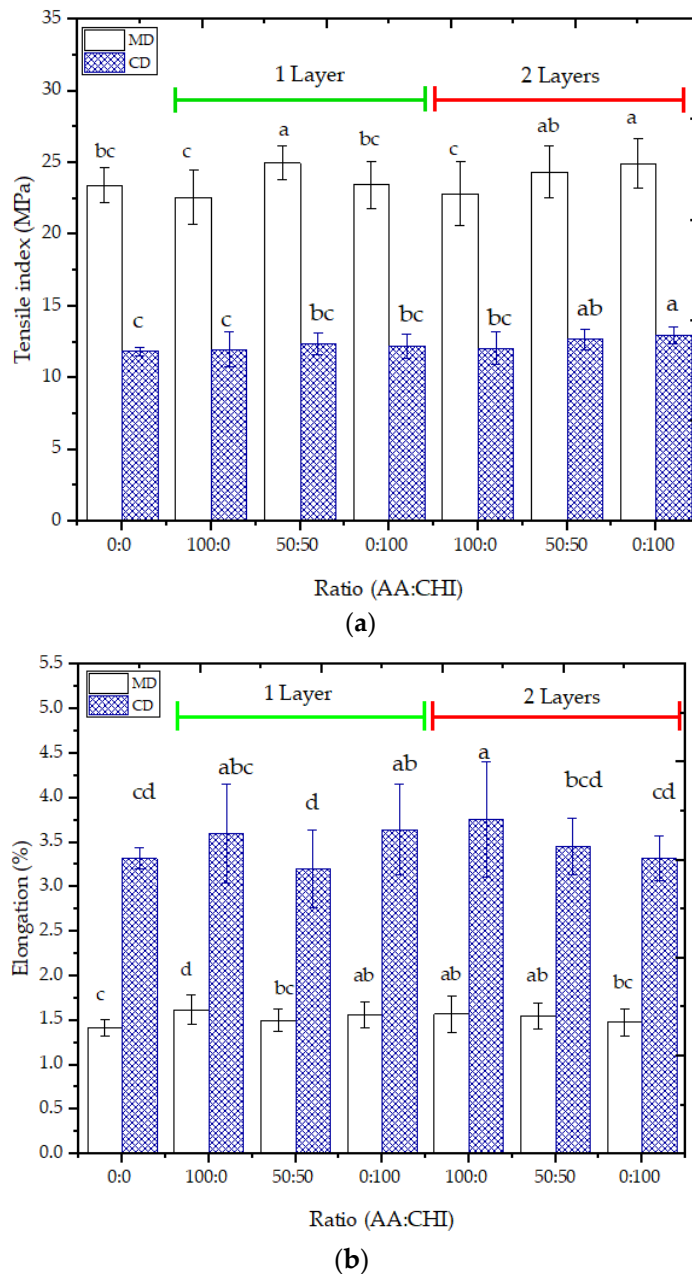 35
30
25
20
15
10
5
0
Tensile index (MPa)
MD
CD
1 Layer
2 Layers
bc
c
a
bc
c
ab
a
c
c
bc
bc
bc
ab
a
0:0
100:0
50:50
0:100
100:0
50:50
0:100
Ratio (AA:CHI)
(a)
5.5
5.0
4.5
4.0
3.5
3.0
2.5
2.0
1.5
1.0
0.5
0.0
Elongation (%)
MD
CD
1 Layer
2 Layers
cd
abc
d
ab
a
bcd
cd
c
d
bc
ab
ab
ab
bc
0:0
100:0
50:50
0:100
100:0
50:50
0:100
Ratio (AA:CHI)
(b)